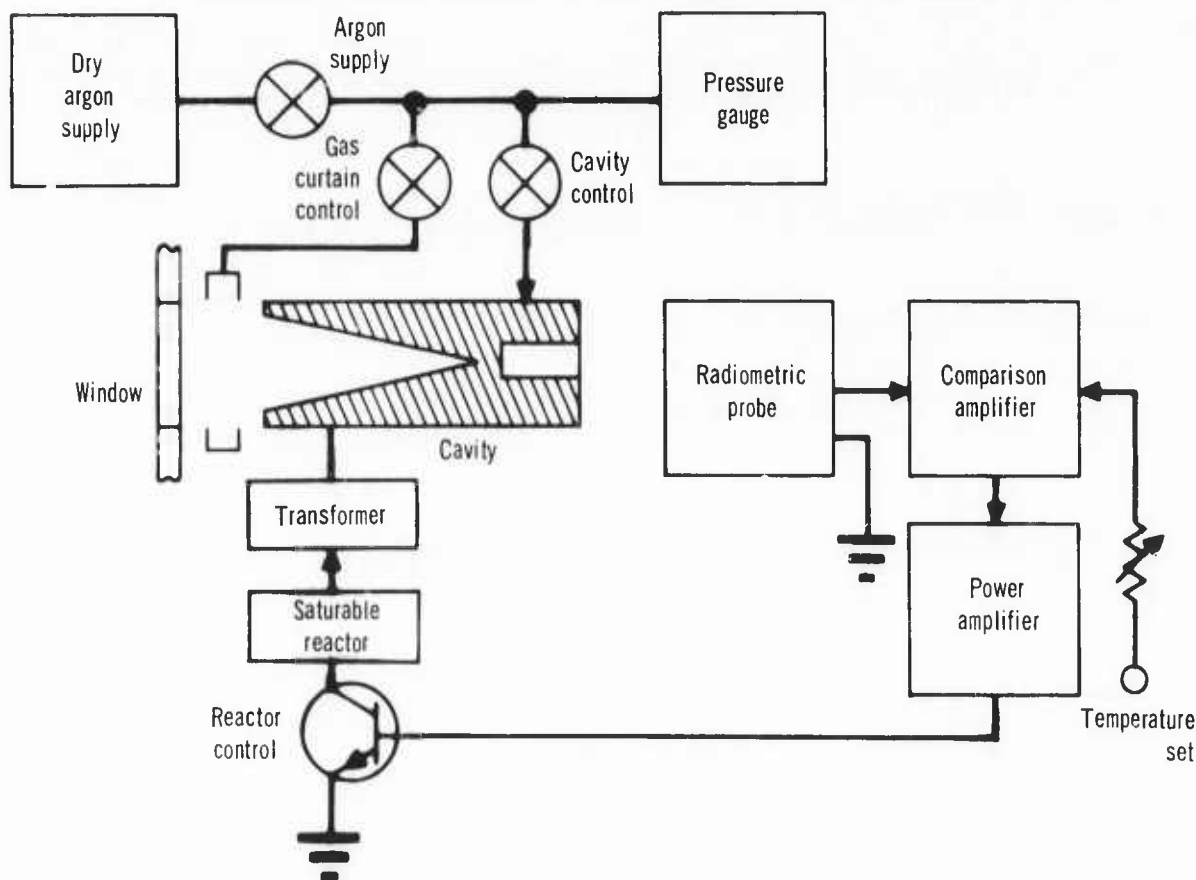 Dry
argon
supply
Argon
supply
Pressure
gauge
Gas
curtain
control
Cavity
control
Window
Cavity
Radiometric
probe
Comparison
amplifier
Transformer
Saturable
reactor
Power
amplifier
Reactor
control
Temperature
set